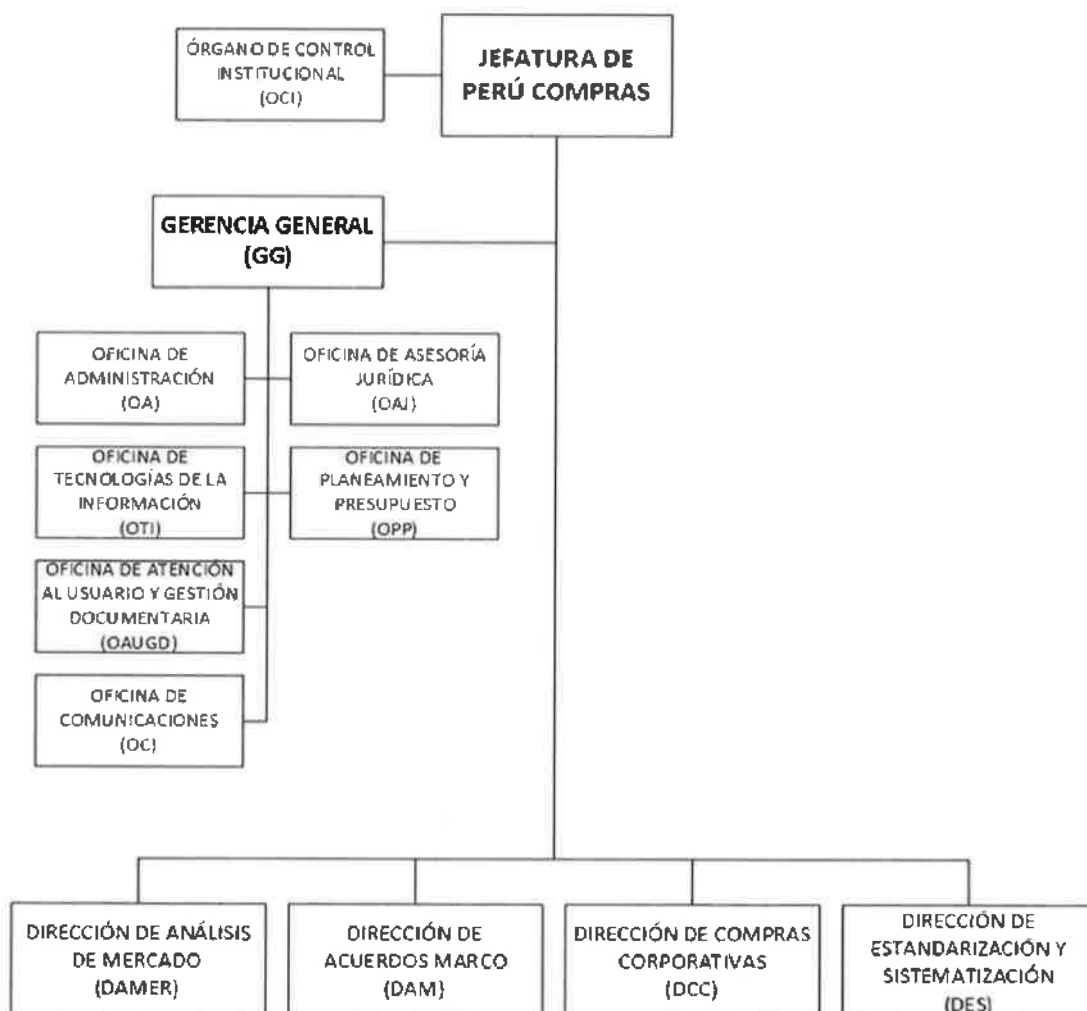 ÓRGANO DE CONTROL
INSTITUCIONAL
(OCI)
JEFATURA DE
PERÚ COMPRAS
GERENCIA GENERAL
(GG)
OFICINA DE
ADMINISTRACIÓN
(OA)
OFICINA DE ASESORÍA
JURÍDICA
(OAJ)
OFICINA DE
TECNOLOGÍAS DE LA
INFORMACIÓN
(OTI)
OFICINA DE
PLANEAMIENTO Y
PRESUPUESTO
(OPP)
OFICINA DE ATENCIÓN
AL USUARIO Y GESTIÓN
DOCUMENTARIA
(OAUGD)
OFICINA DE
COMUNICACIONES
(OC)
DIRECCIÓN DE ANÁLISIS
DE MERCADO
(DAMER)
DIRECCIÓN DE
ACUERDOS MARCO
(DAM)
DIRECCIÓN DE COMPRAS
CORPORATIVAS
(DCC)
DIRECCIÓN DE
ESTANDARIZACIÓN Y
SISTEMATIZACIÓN
(DES)